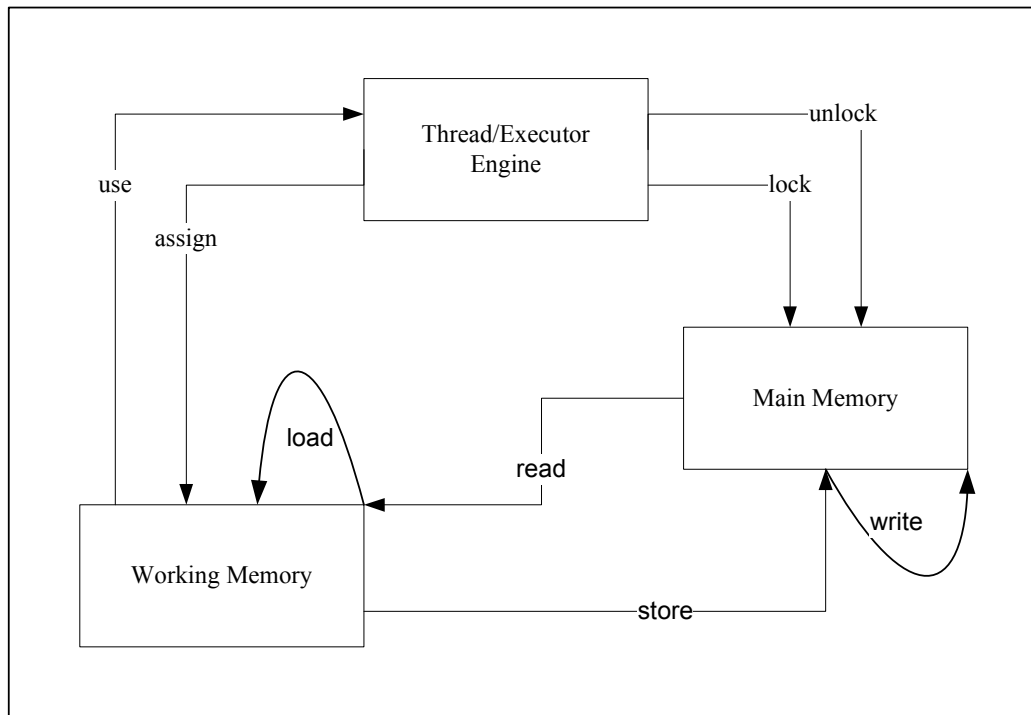 unlock
Thread/Executor
Engine
use
lock
assign
Main Memory
load
read
write
Working Memory
store